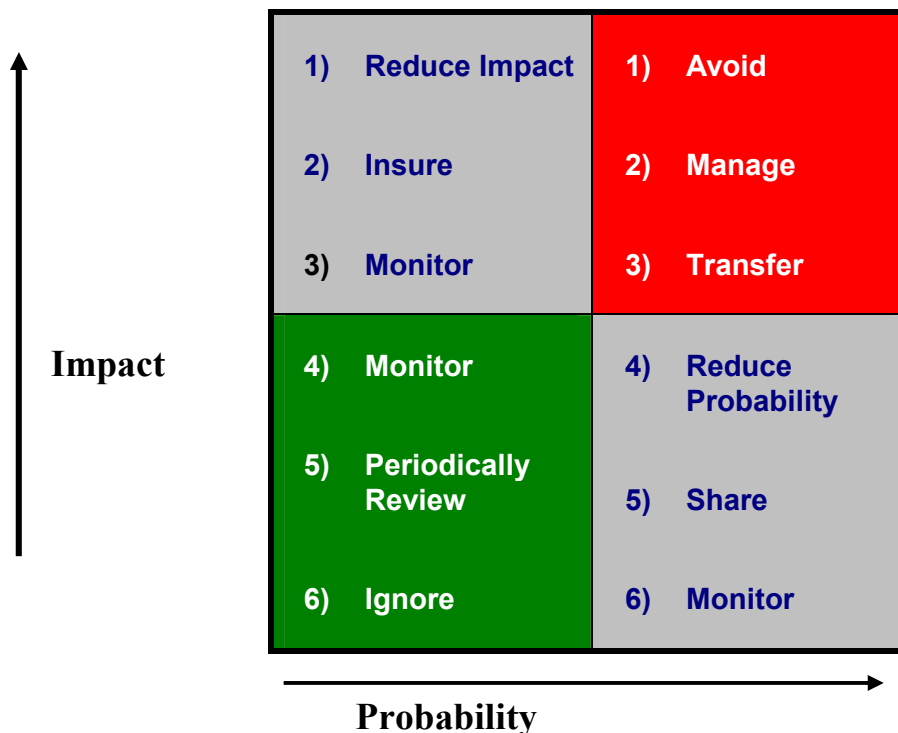 1) Reduce Impact
2) Insure
3) Monitor
1) Avoid
2) Manage
3) Transfer
Impact
4) Monitor
5) Periodically
Review
6) Ignore
4) Reduce
Probability
5) Share
6) Monitor
Probability